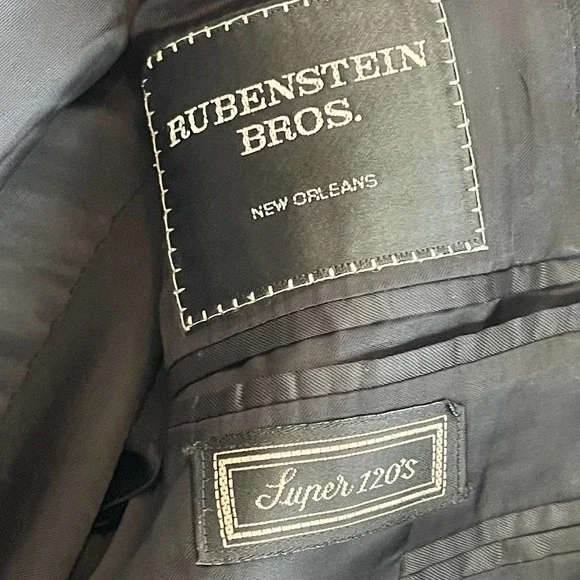 RUBENSTEIN
BROS.
NEW ORLEANS
Super 120's